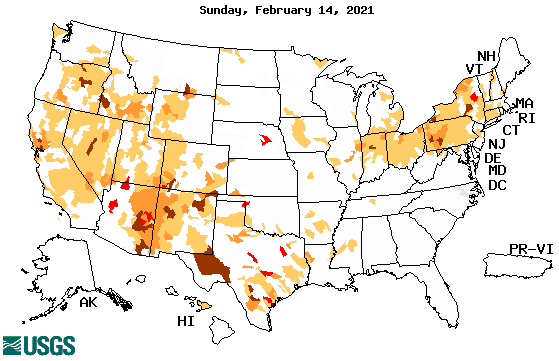 Sunday, February 14, 2021
NH
VT
MA
RI
CT
NJ
DE
MD
DC
PR-VI
AK
HI
USGS